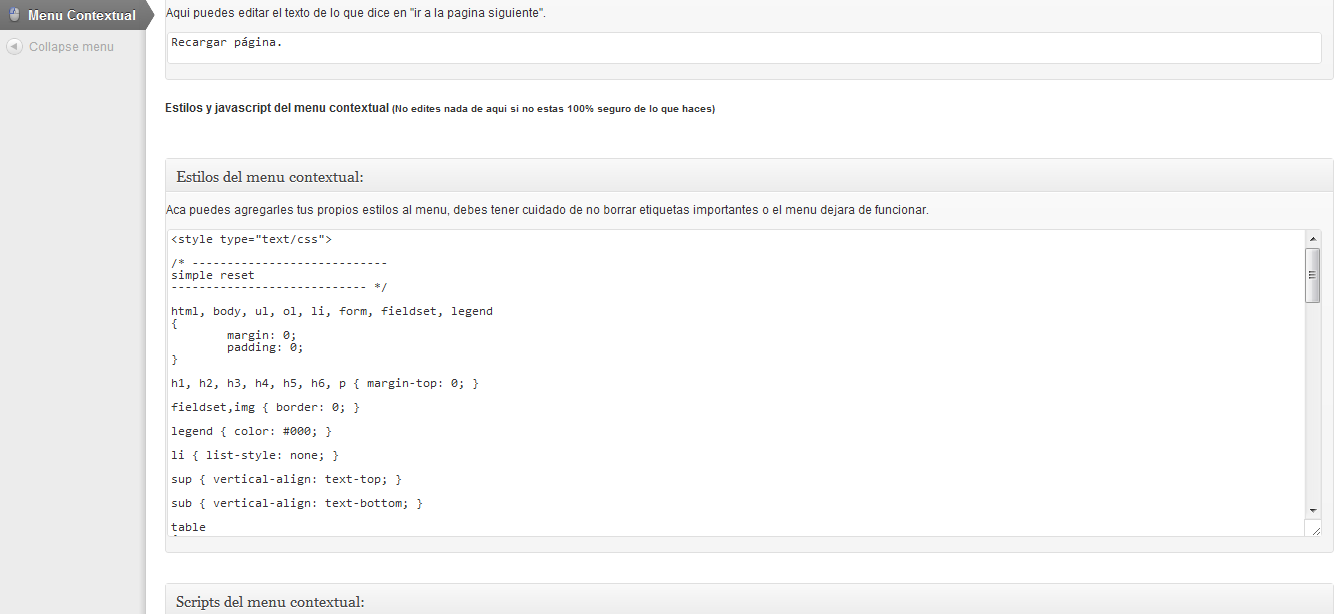 Menu Contextual
Collapse menu
Aqui puedes editar el texto de lo que dice en "ir a la pagina siguiente".
Recargar página.
Estilos y javascript del menu contextual (No edites nada de aqui si no estas 100% seguro de lo que haces)
Estilos del menu contextual:
Aca puedes agregarles tus propios estilos al menu, debes tener cuidado de no borrar etiquetas importantes o el menu dejara de funcionar.
<style type="text/css">
/* ----------------------------
simple reset
---------------------------- */
html, body, ul, ol, li, form, fieldset, legend
{
margin: 0;
padding: 0;
}
h1, h2, h3, h4, h5, h6, p { margin-top: 0; }
fieldset,img { border: 0; }
legend { color: #000; }
li { list-style: none; }
sup { vertical-align: text-top; }
sub { vertical-align: text-bottom; }
table
Scripts del menu contextual: